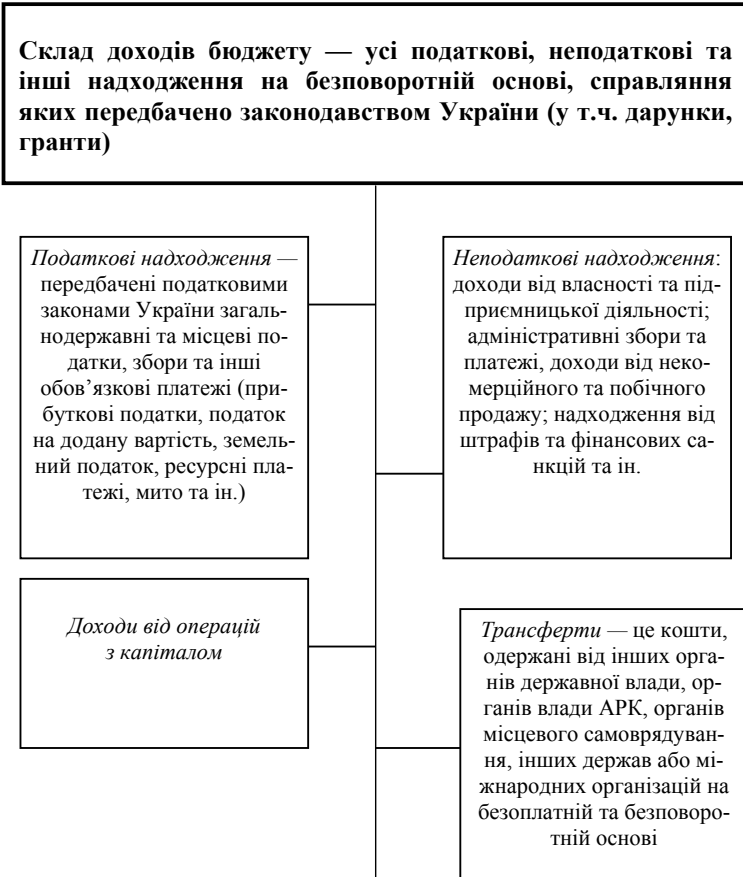 Склад доходів бюджету — усі податкові, неподаткові та
інші надходження на безповоротній основі, справляння
яких передбачено законодавством України (у т.ч. дарунки,
гранти)
Податкові надходження —
передбачені податковими
законами України загаль-
нодержавні та місцеві по-
датки, збори та інші
обов’язкові платежі (при-
буткові податки, податок
на додану вартість, земель-
ний податок, ресурсні пла-
тежі, мито та ін.)
Неподаткові надходження:
доходи від власності та під-
приємницької діяльності;
адміністративні збори та
платежі, доходи від неко-
мерційного та побічного
продажу; надходження від
штрафів та фінансових са-
нкцій та ін.
Доходи від операцій
з капіталом
Трансферти — це кошти,
одержані від інших орга-
нів державної влади, ор-
ганів влади АРК, органів
місцевого самоврядуван-
ня, інших держав або мі-
жнародних організацій на
безоплатній та безповоро-
тній основі